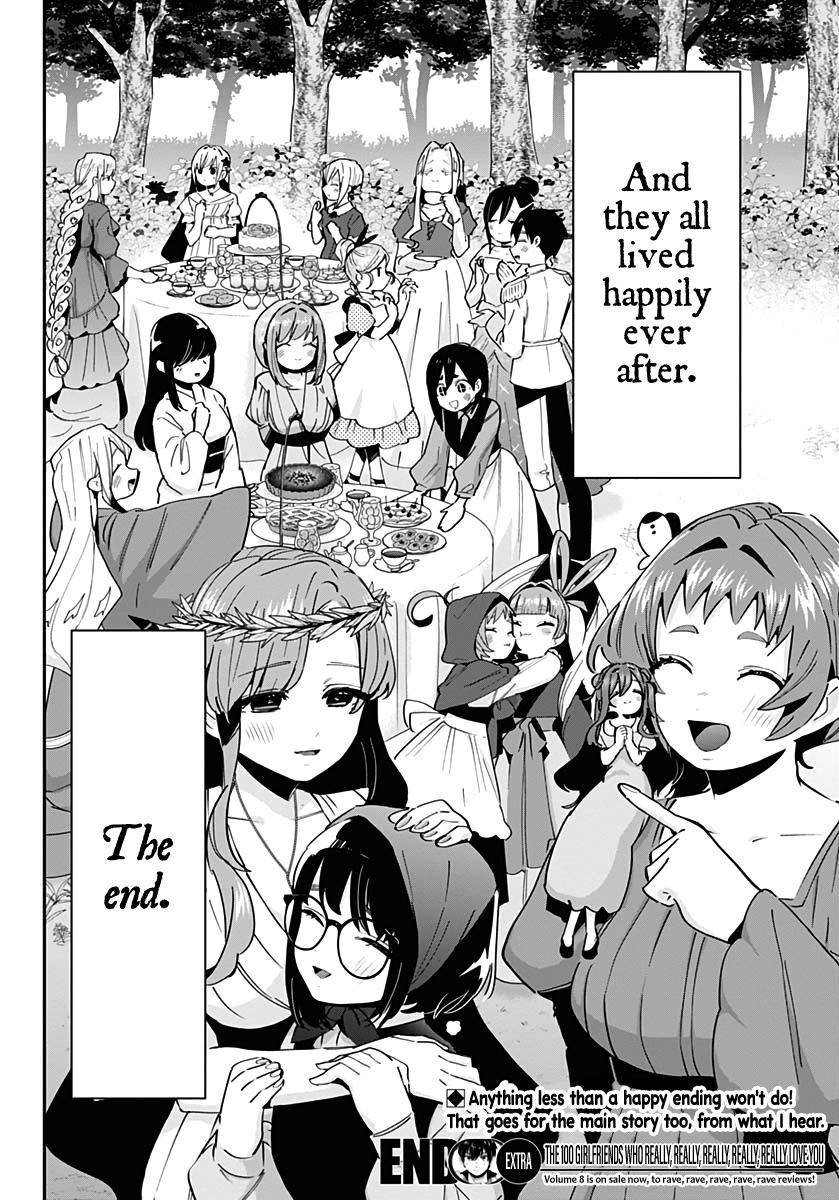 And
they all
lived
happily
ever
after.
The
end.
◆ Anything less than a happy ending won't do!
That goes for the main story too, from what I hear.
END
EXTRA
THE 100 GIRLFRIENDS WHO REALLY, REALLY, REALLY, REALLY, REALLY LOVE YOU
Volume 8 is on sale now, to rave, rave, rave, rave, rave reviews!